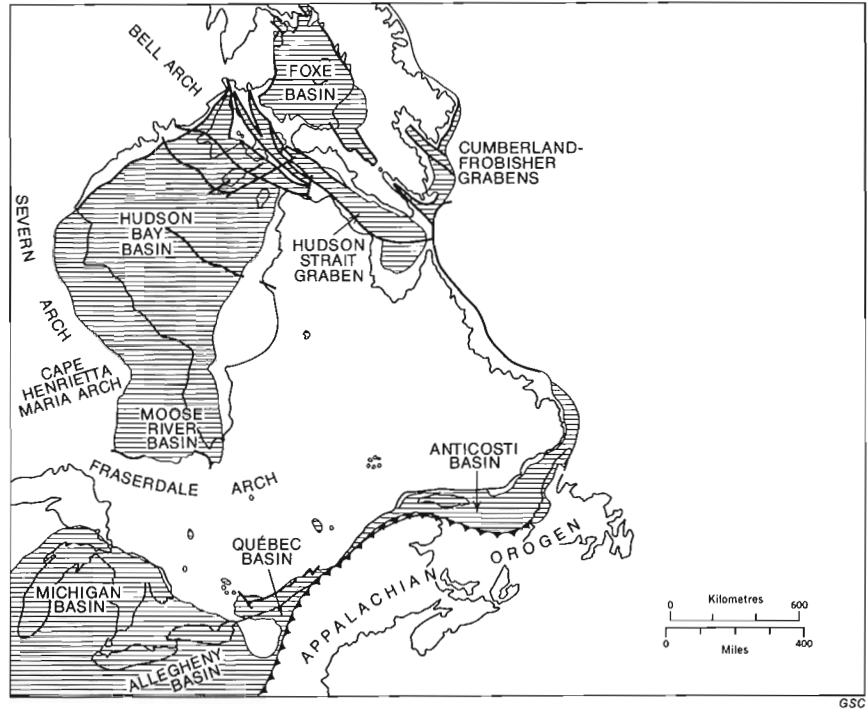 BELL ARCH
FOXE
BASIN
CUMBERLAND-
FROBISHER
GRABENS
SEVERN
ARCH
HUDSON
BAY
BASIN
HUDSON
STRAIT
GRABEN
CAPE
HENRIETTA
MARIA ARCH
MOOSE
RIVER
BASIN
FRASERDALE ARCH
ANTICOSTI
BASIN
QUÉBEC
BASIN
APPALACHIAN OROGEN
MICHIGAN
BASIN
ALLEGHENY
BASIN
0 Kilometres 600
0 Miles 400
GSC